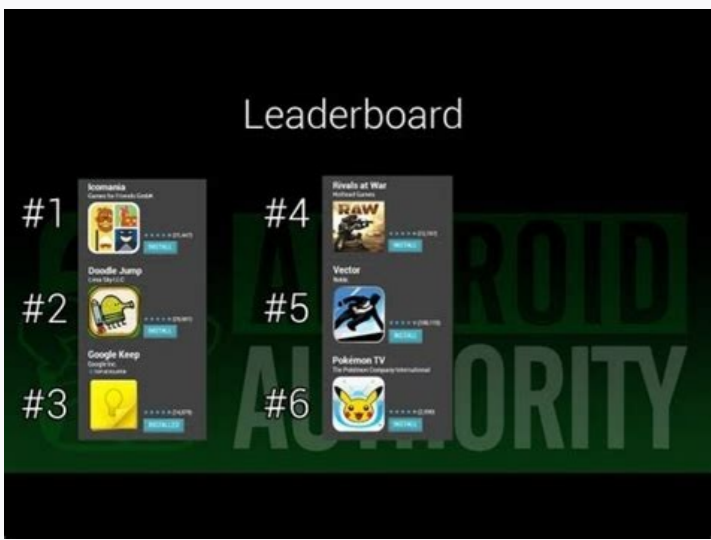 Leaderboard
#1
Icomania
Games for Friends GmbH
INSTALL
#2
Doodle Jump
Lima Sky LLC
INSTALL
#3
Google Keep
Google Inc.
INSTALLED
#4
Rivals at War
Hothead Games
RAW
INSTALL
#5
Vector
Nekki
INSTALL
#6
Pokémon TV
The Pokémon Company International
INSTALL
ANDROID
AUTHORITY